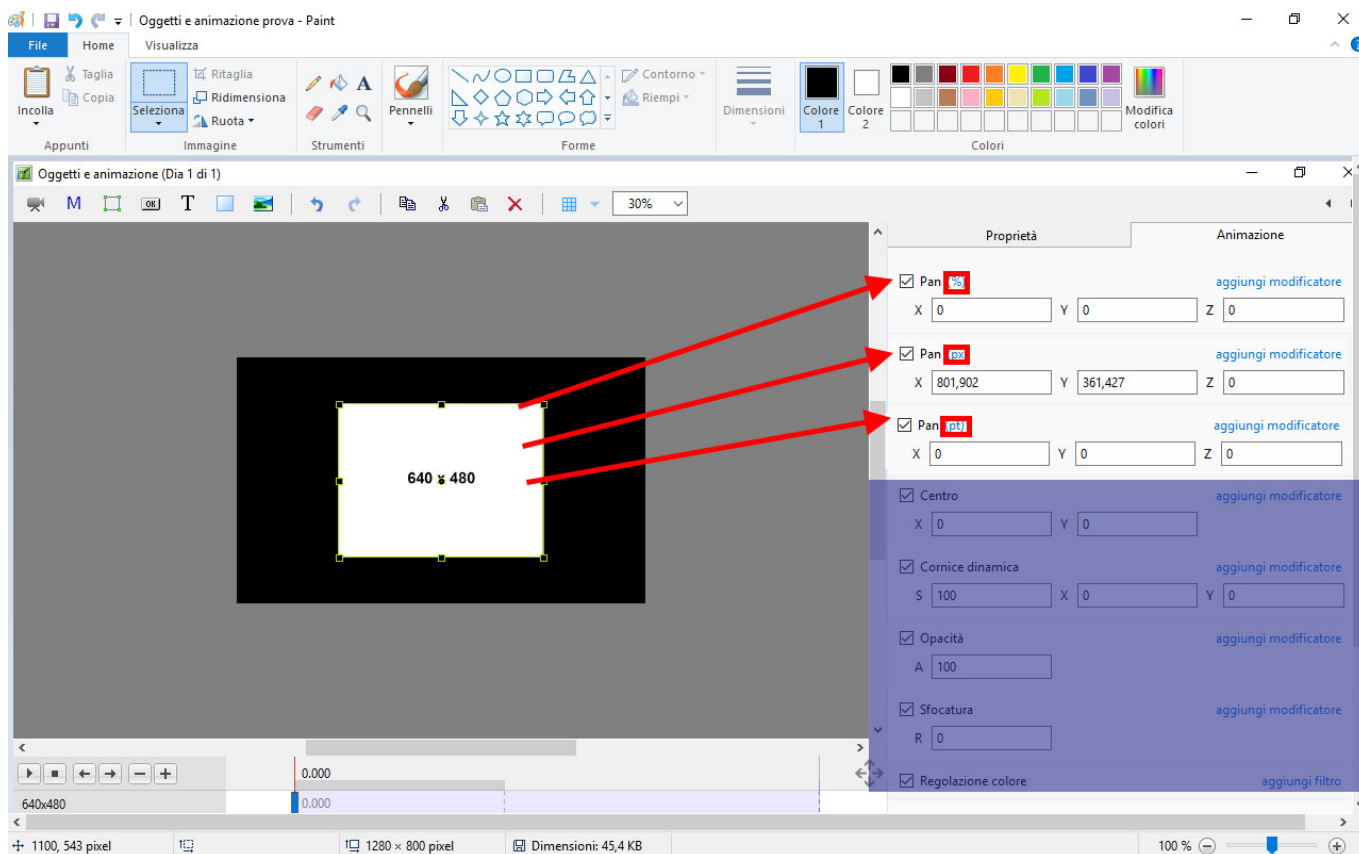 Oggetti e animazione prova - Paint
File Home Visualizza
Incolla
Taglia
Copia
Appunti
Seleziona
Ritaglia
Ridimensiona
Ruota
Immagine
A
Strumenti
Pennelli
Contorno
Riempi
Forme
Dimensioni
Colore 1
Colore 2
Modifica colori
Colori
Oggetti e animazione (Dia 1 di 1)
M OK T 30%
Proprietà Animazione
Pan (%) aggiungi modificatore
X 0 Y 0 Z 0
Pan (px aggiungi modificatore
X 801,902 Y 361,427 Z 0
Pan (pt) aggiungi modificatore
X 0 Y 0 Z 0
Centro aggiungi modificatore
X 0 Y 0
Cornice dinamica aggiungi modificatore
S 100 X 0 Y 0
Opacità aggiungi modificatore
A 100
Sfocatura aggiungi modificatore
R 0
Regolazione colore aggiungi filtro
640 x 480
0.000
640x480 0.000
1100, 543 pixel 1280 × 800 pixel Dimensioni: 45,4 KB 100 %